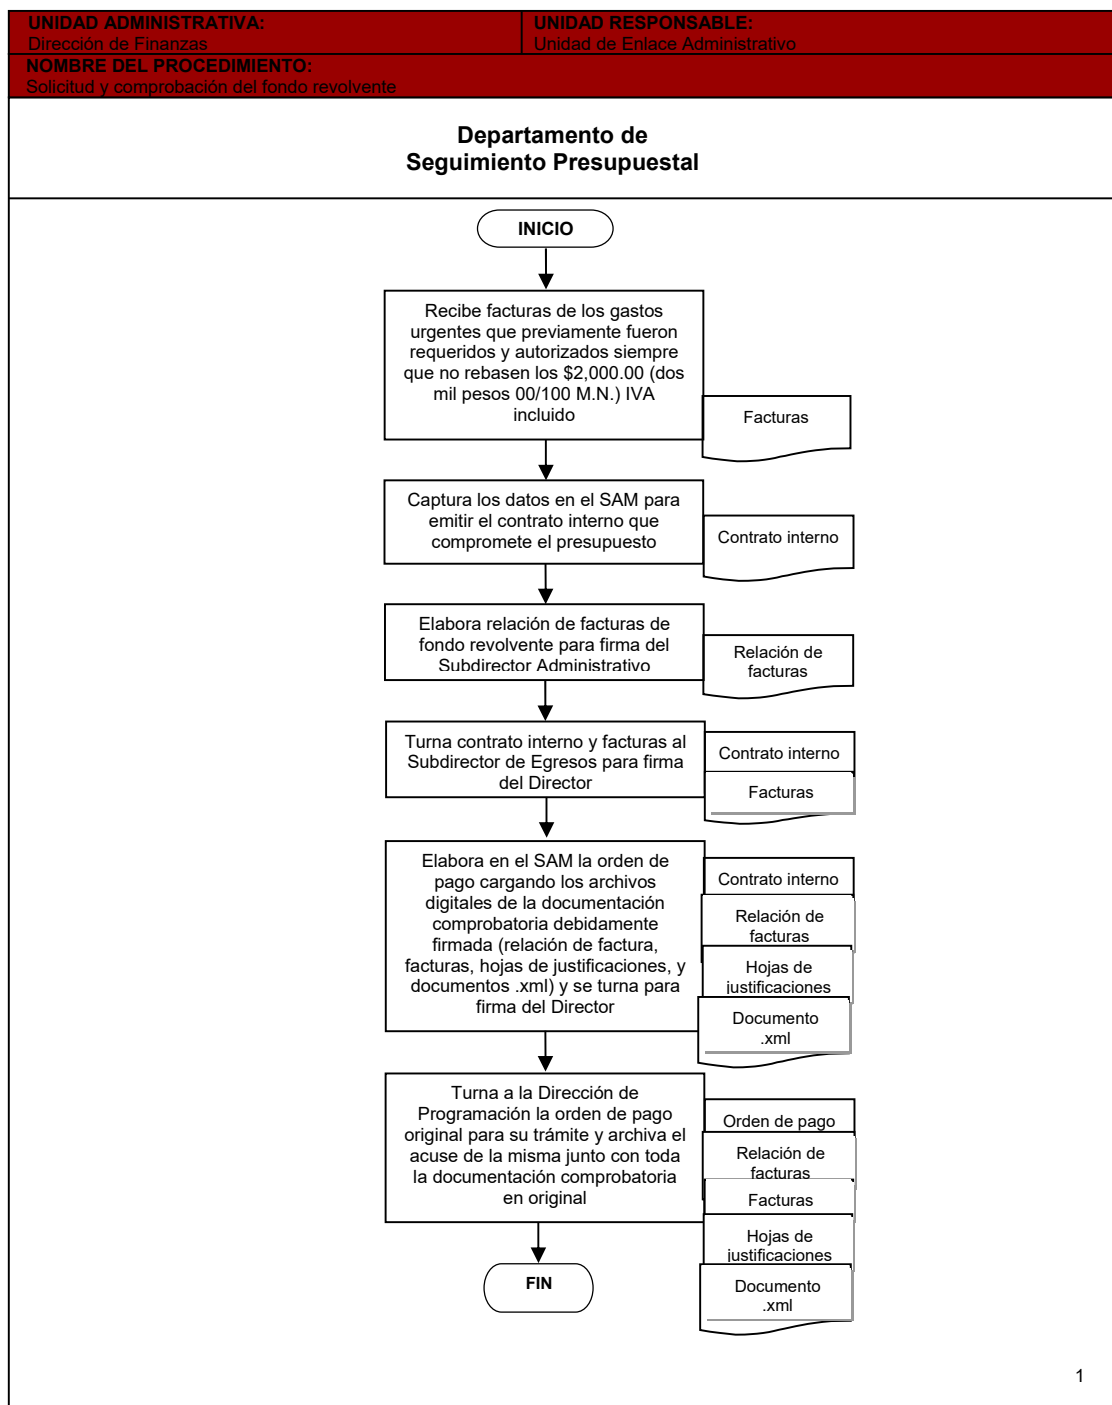 UNIDAD ADMINISTRATIVA:
Dirección de Finanzas
UNIDAD RESPONSABLE:
Unidad de Enlace Administrativo
NOMBRE DEL PROCEDIMIENTO:
Solicitud y comprobación del fondo revolvente
Departamento de
Seguimiento Presupuestal
INICIO
Recibe facturas de los gastos
urgentes que previamente fueron
requeridos y autorizados siempre
que no rebasen los $2,000.00 (dos
mil pesos 00/100 M.N.) IVA
incluido
Facturas
Captura los datos en el SAM para
emitir el contrato interno que
compromete el presupuesto
Contrato interno
Elabora relación de facturas de
fondo revolvente para firma del
Subdirector Administrativo
Relación de
facturas
Turna contrato interno y facturas al
Subdirector de Egresos para firma
del Director
Contrato interno
Facturas
Elabora en el SAM la orden de
pago cargando los archivos
digitales de la documentación
comprobatoria debidamente
firmada (relación de factura,
facturas, hojas de justificaciones, y
documentos .xml) y se turna para
firma del Director
Contrato interno
Relación de
facturas
Hojas de
justificaciones
Documento
.xml
Turna a la Dirección de
Programación la orden de pago
original para su trámite y archiva el
acuse de la misma junto con toda
la documentación comprobatoria
en original
Orden de pago
Relación de
facturas
Facturas
Hojas de
justificaciones
Documento
.xml
FIN
1